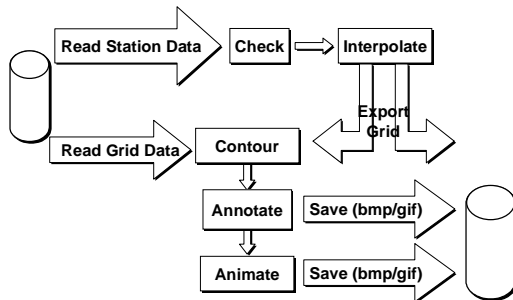 Read Station Data
Check
Interpolate
Export
Grid
Read Grid Data
Contour
Annotate
Save (bmp/gif)
Animate
Save (bmp/gif)